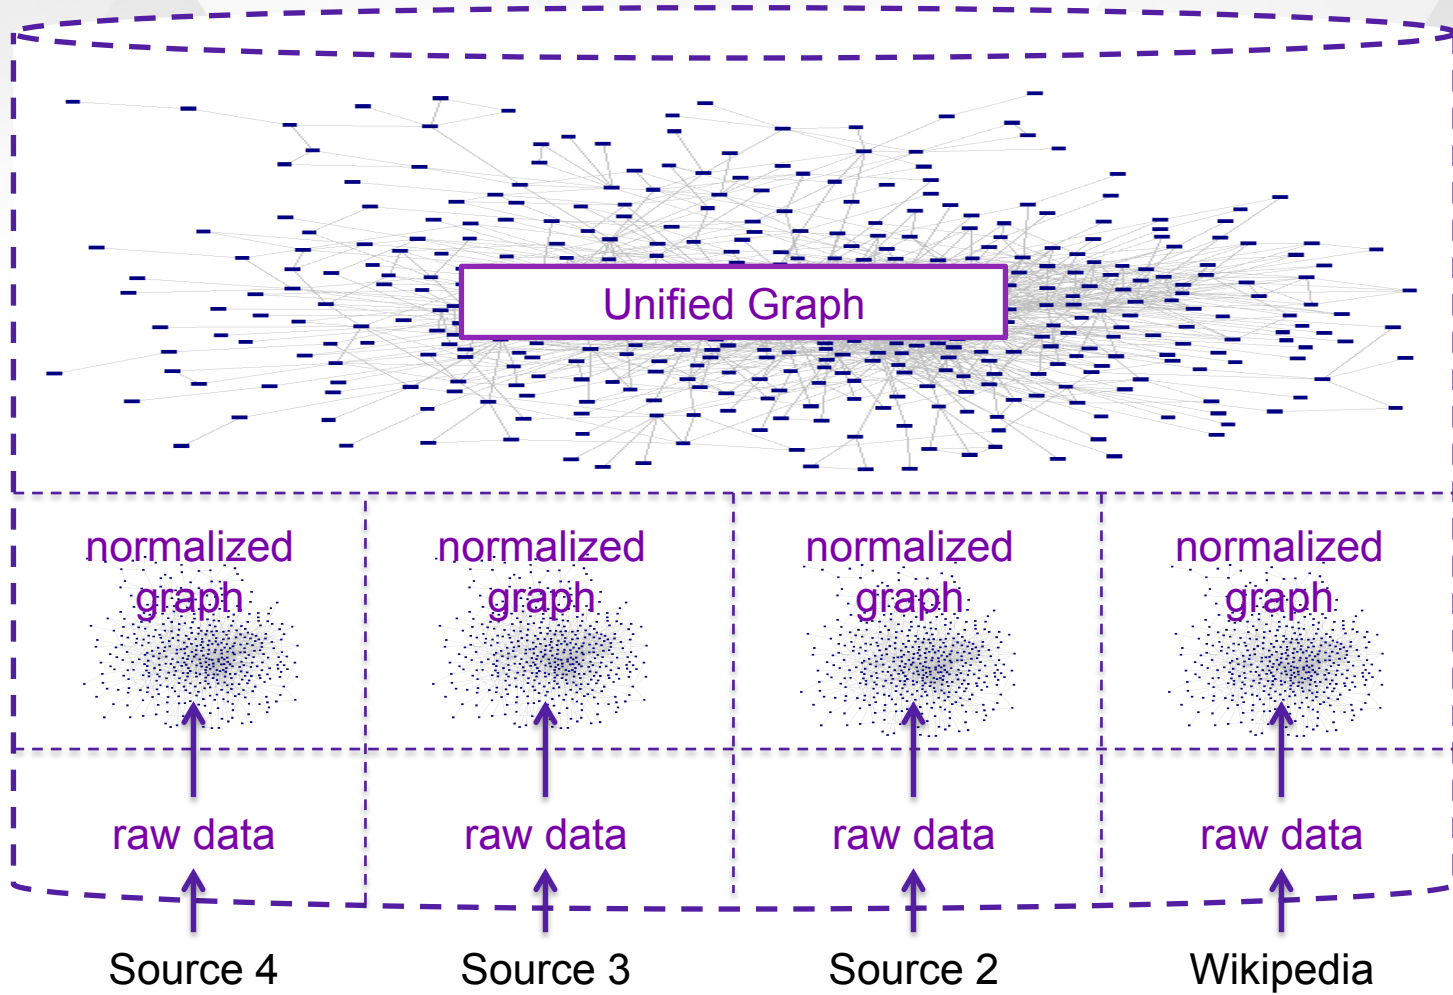 Unified Graph
normalized
graph
normalized
graph
normalized
graph
normalized
graph
raw data
raw data
raw data
raw data
Source 4
Source 3
Source 2
Wikipedia